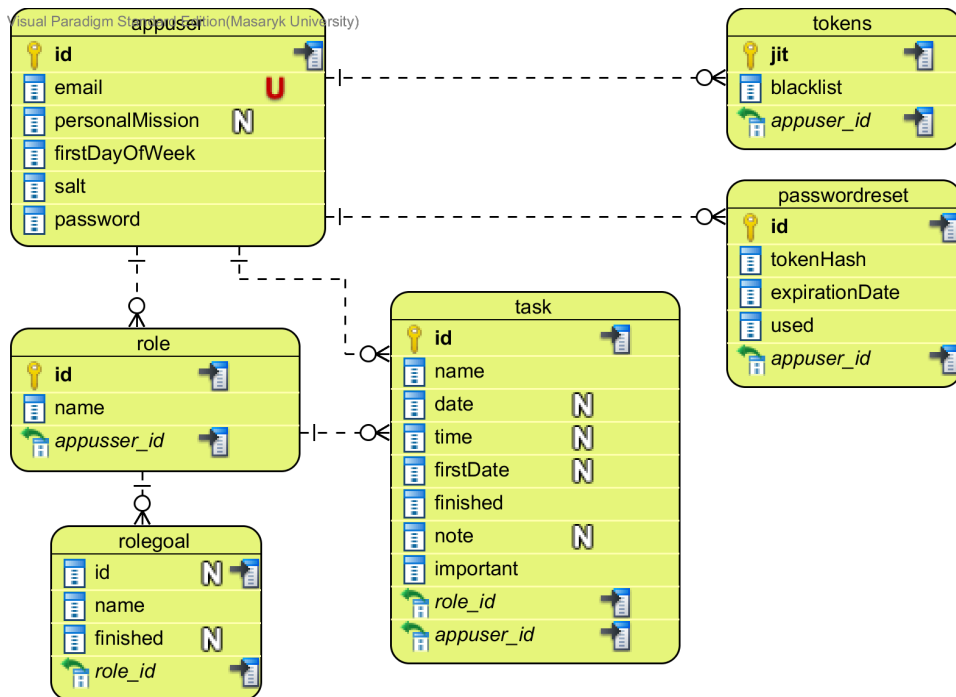 Visual Paradigm Standard Edition(Masaryk University)
appuser
id
email U
personalMission N
firstDayOfWeek
salt
password
tokens
jit
blacklist
appuser_id
passwordreset
id
tokenHash
expirationDate
used
appuser_id
role
id
name
appusser_id
task
id
name
date N
time N
firstDate N
finished
note N
important
role_id
appuser_id
rolegoal
id N
name
finished N
role_id